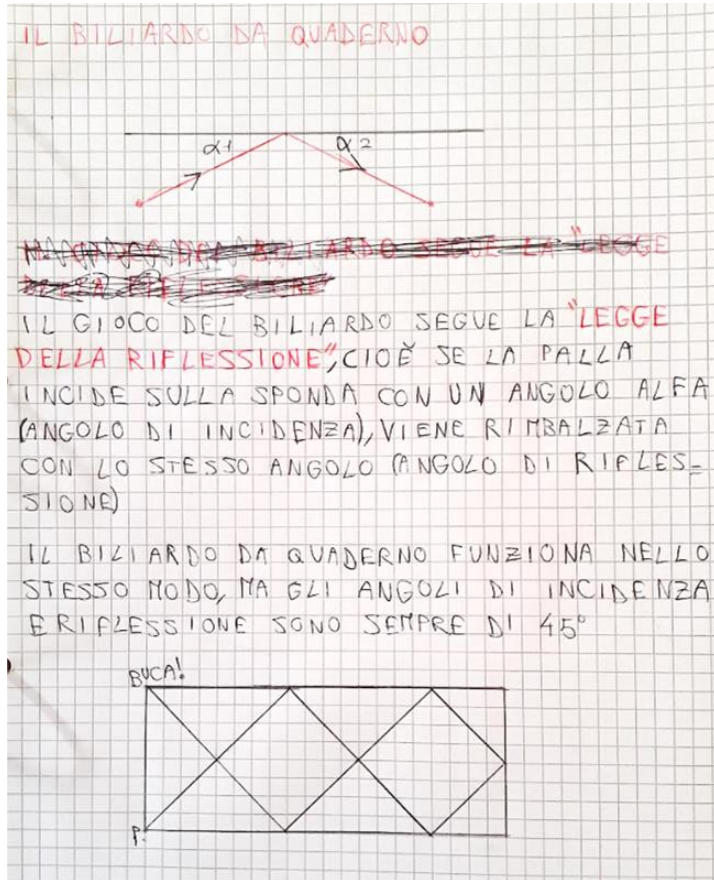 IL BILIARDO DA QUADERNO
α1 α2
IL GIOCO DEL BILIARDO SEGUE LA "LEGGE
DELLA RIFLESSIONE", CIOÈ SE LA PALLA
INCIDE SULLA SPONDA CON UN ANGOLO ALFA
(ANGOLO DI INCIDENZA), VIENE RIMBALZATA
CON LO STESSO ANGOLO (ANGOLO DI RIFLES-
SIONE)
IL BILIARDO DA QUADERNO FUNZIONA NELLO
STESSO MODO, MA GLI ANGOLI DI INCIDENZA
E RIFLESSIONE SONO SEMPRE DI 45°
BUCA!
P.